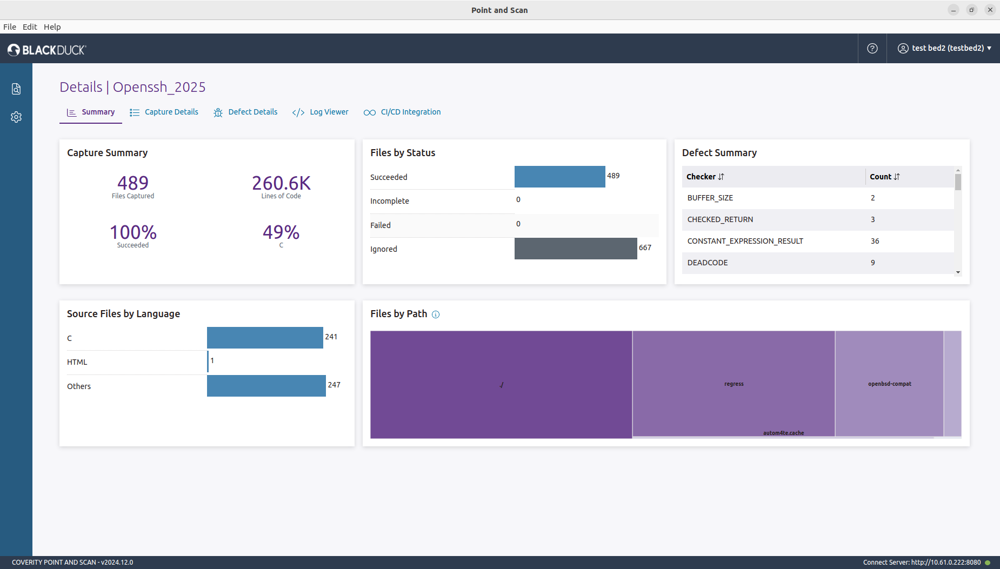 Point and Scan
File Edit Help
BLACKDUCK
test bed2 (testbed2)
Details | Openssh_2025
Summary
Capture Details
Defect Details
Log Viewer
CI/CD Integration
Capture Summary
489
Files Captured
260.6K
Lines of Code
100%
Succeeded
49%
C
Files by Status
Succeeded 489
Incomplete 0
Failed 0
Ignored 667
Defect Summary
Checker Count
BUFFER_SIZE 2
CHECKED_RETURN 3
CONSTANT_EXPRESSION_RESULT 36
DEADCODE 9
Source Files by Language
C 241
HTML 1
Others 247
Files by Path
./
regress
openbsd-compat
autom4te.cache
COVERITY POINT AND SCAN - v2024.12.0
Connect Server: http://10.61.0.222:8080